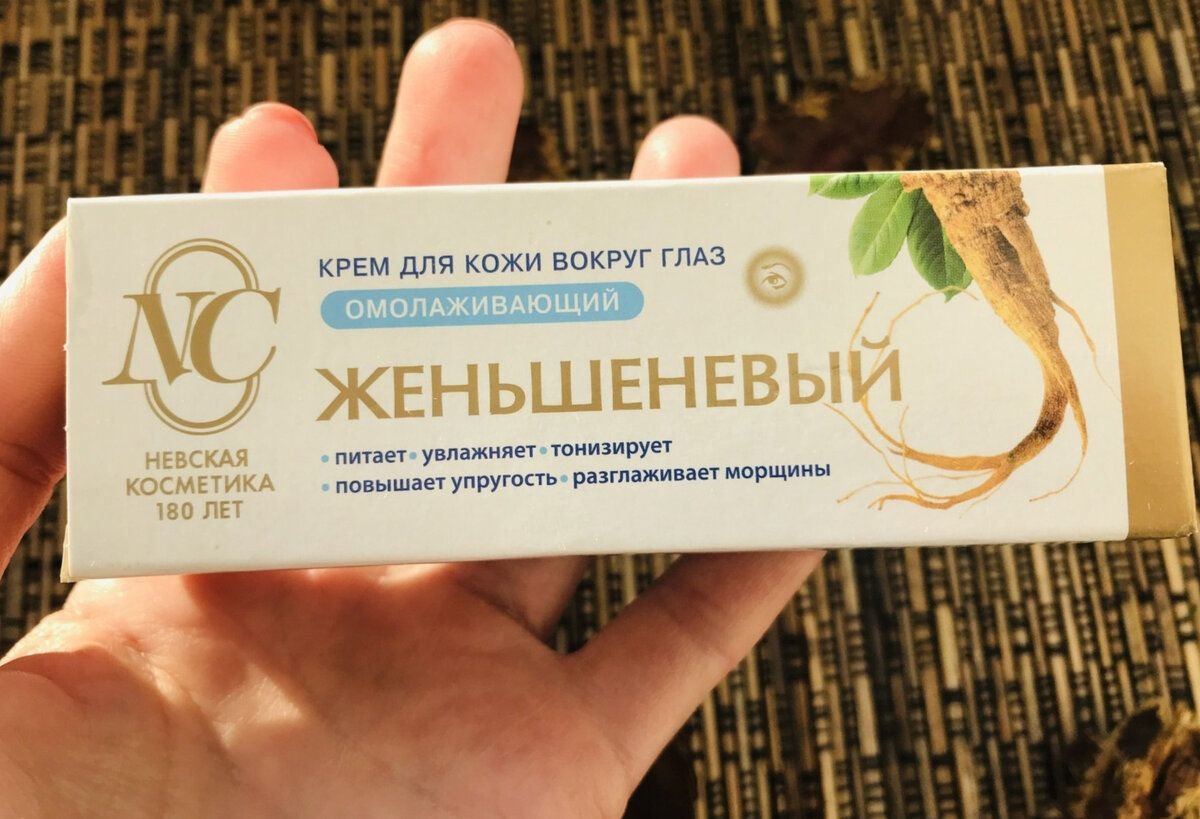 NC
НЕВСКАЯ
КОСМЕТИКА
180 ЛЕТ
КРЕМ ДЛЯ КОЖИ ВОКРУГ ГЛАЗ
ОМОЛАЖИВАЮЩИЙ
ЖЕНЬШЕНЕВЫЙ
• питает • увлажняет • тонизирует
• повышает упругость • разглаживает морщины